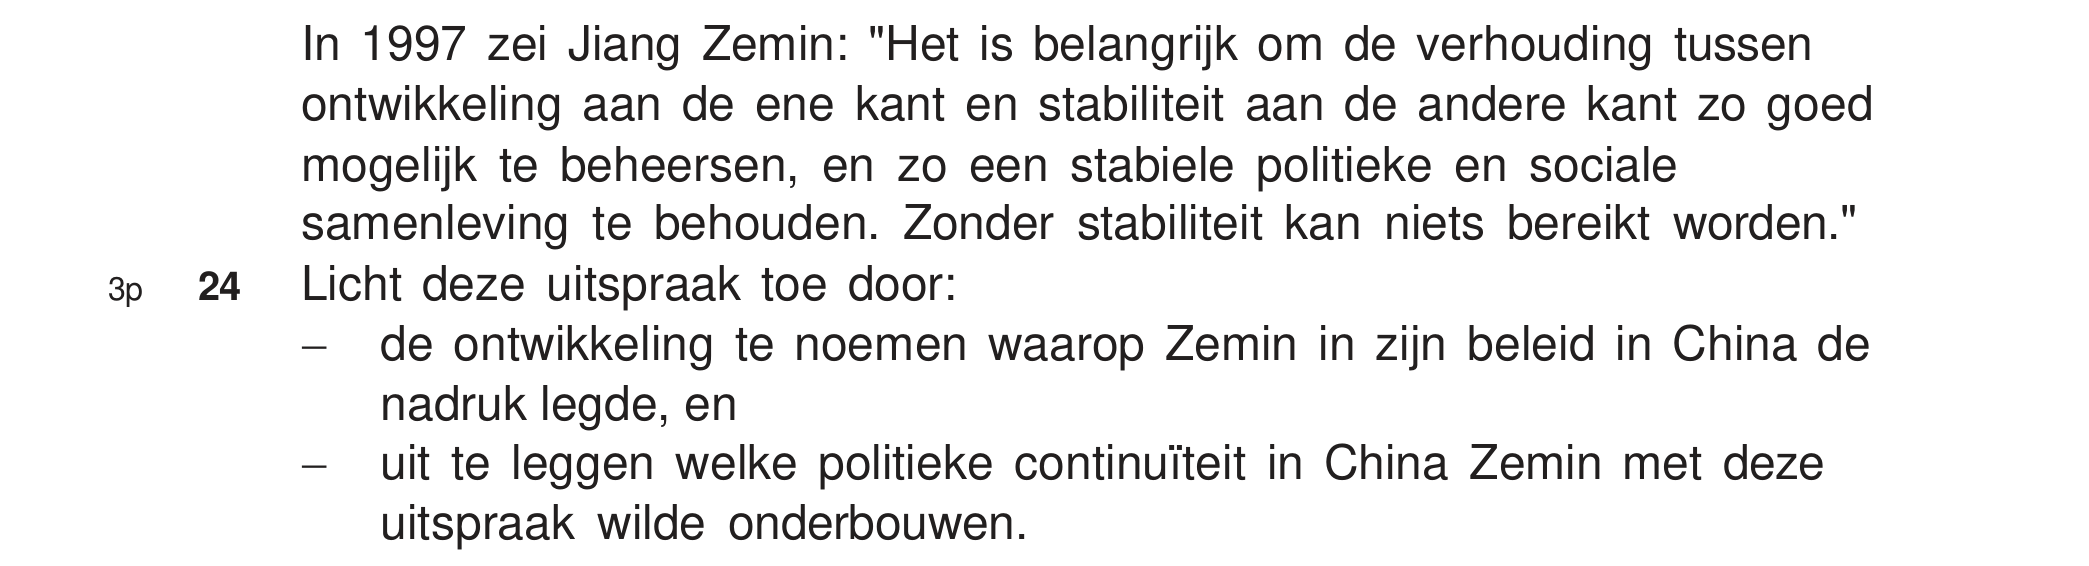 In 1997 zei Jiang Zemin: "Het is belangrijk om de verhouding tussen
ontwikkeling aan de ene kant en stabiliteit aan de andere kant zo goed
mogelijk te beheersen, en zo een stabiele politieke en sociale
samenleving te behouden. Zonder stabiliteit kan niets bereikt worden."
3p 24 Licht deze uitspraak toe door:
– de ontwikkeling te noemen waarop Zemin in zijn beleid in China de
nadruk legde, en
– uit te leggen welke politieke continuïteit in China Zemin met deze
uitspraak wilde onderbouwen.